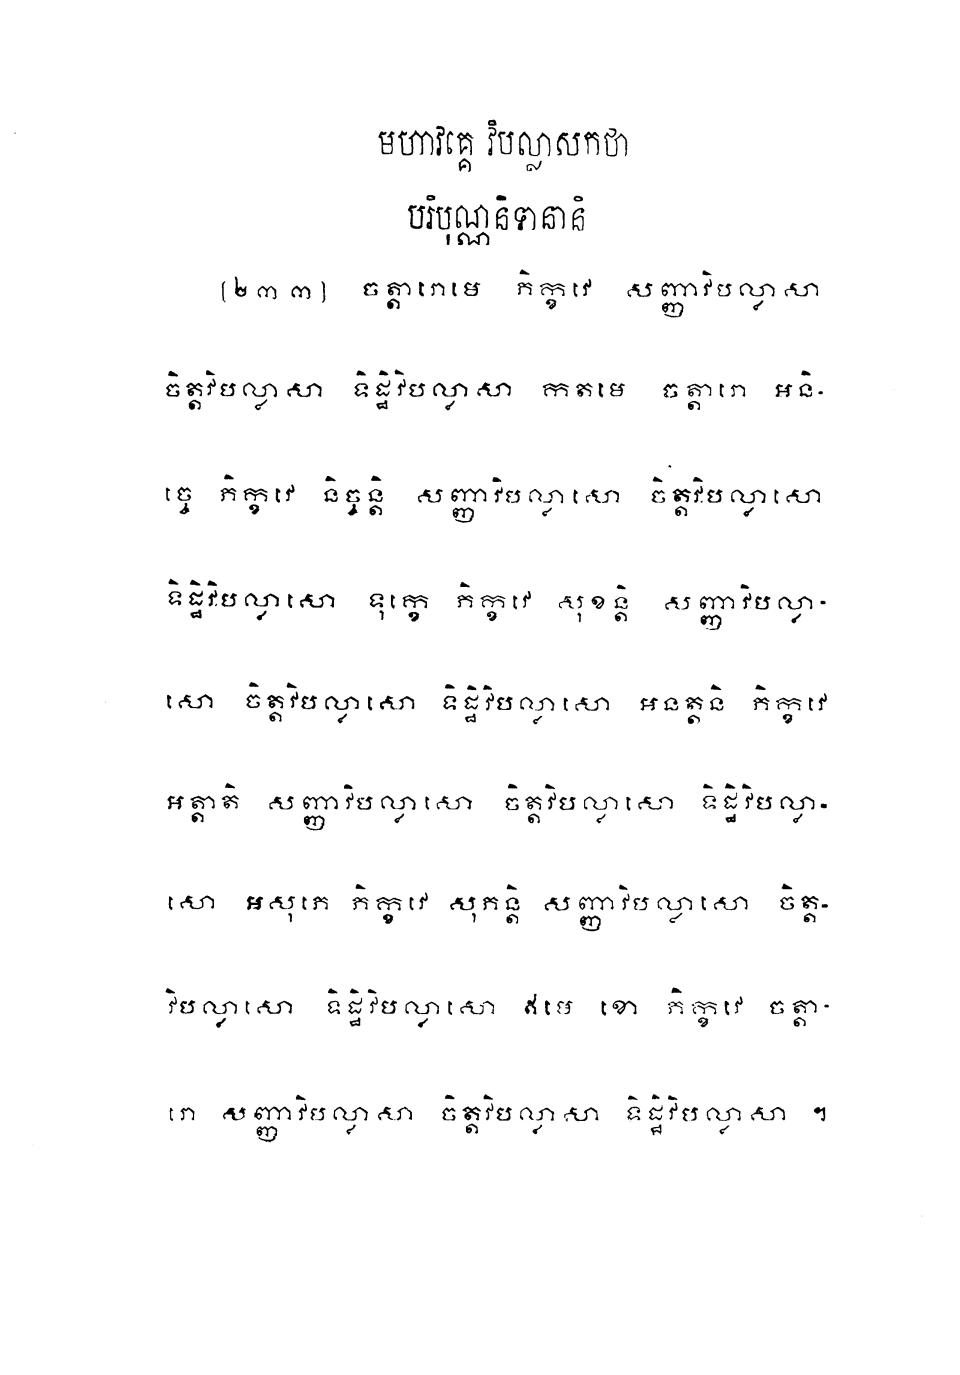 មហាវគ្គេ វិបល្លាសកថា
បរិបុណ្ណនិទានានិ
(២៣៣) ចត្តារោមេ ភិក្ខវេ សញ្ញាវិបល្លាសា
ចិត្តវិបល្លាសា ទិដ្ឋិវិបល្លាសា កតមេ ចត្តារោ អនិ-
ច្ចេ ភិក្ខវេ និច្ចន្តិ សញ្ញាវិបល្លាសោ ចិត្តវិបល្លាសោ
ទិដ្ឋិវិបល្លាសោ ទុក្ខេ ភិក្ខវេ សុខន្តិ សញ្ញាវិបល្លា-
សោ ចិត្តវិបល្លាសោ ទិដ្ឋិវិបល្លាសោ អនត្តនិ ភិក្ខវេ
អត្តាតិ សញ្ញាវិបល្លាសោ ចិត្តវិបល្លាសោ ទិដ្ឋិវិបល្លា-
សោ អសុភេ ភិក្ខវេ សុភន្តិ សញ្ញាវិបល្លាសោ ចិត្ត-
វិបល្លាសោ ទិដ្ឋិវិបល្លាសោ ឥមេ ខោ ភិក្ខវេ ចត្តា-
រោ សញ្ញាវិបល្លាសា ចិត្តវិបល្លាសា ទិដ្ឋិវិបល្លាសា ។